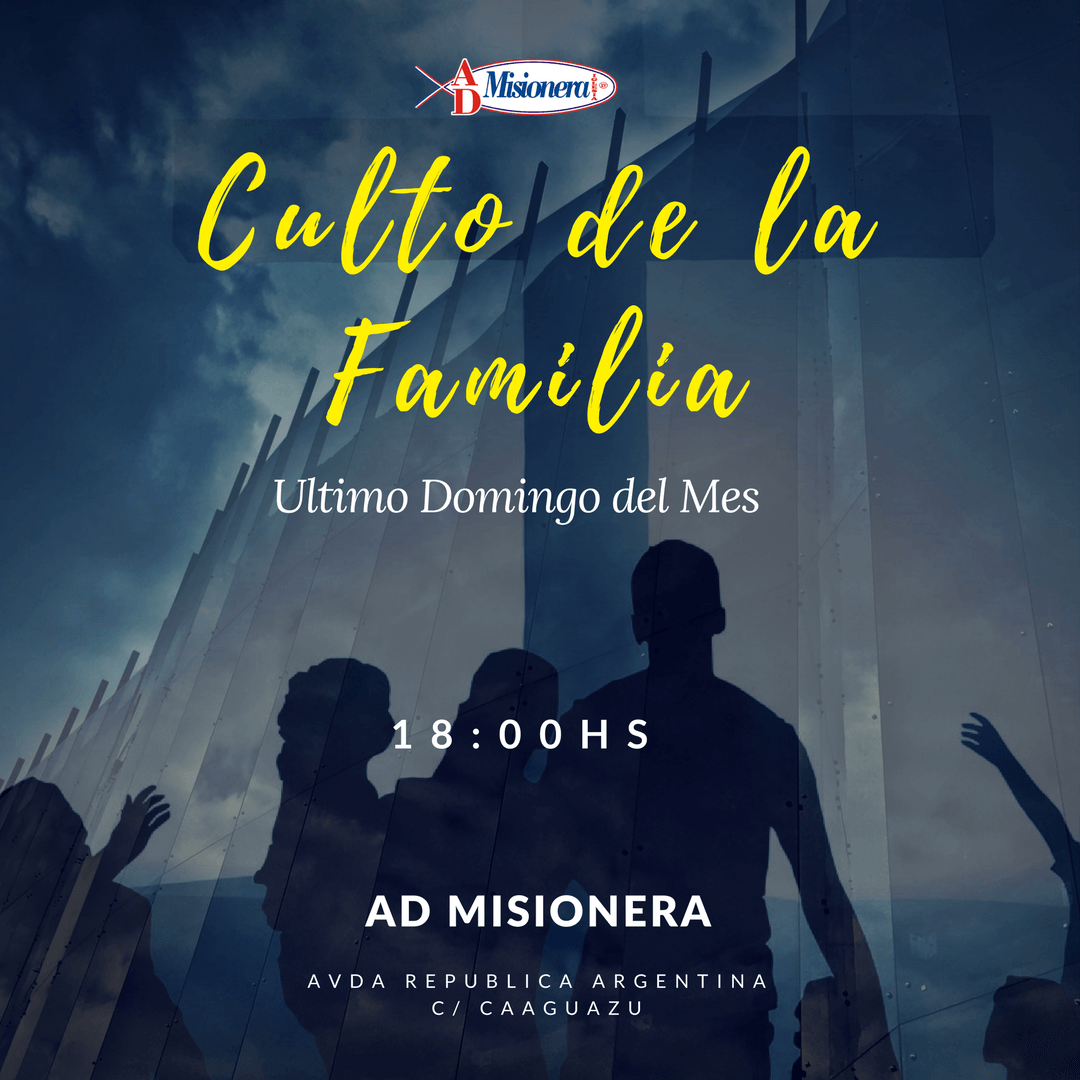 AD Misionera
Culto de la
Familia
Ultimo Domingo del Mes
18:00HS
AD MISIONERA
AVDA REPUBLICA ARGENTINA
C/ CAAGUAZU